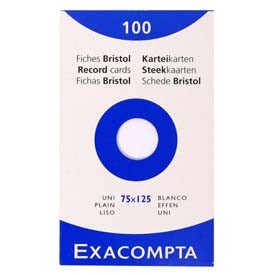 100
Fiches Bristol Karteikarten
Record cards Steekkaarten
Fichas Bristol Schede Bristol
UNI 75x125 BLANCO
PLAIN EFFEN
LISO UNI
EXACOMPTA